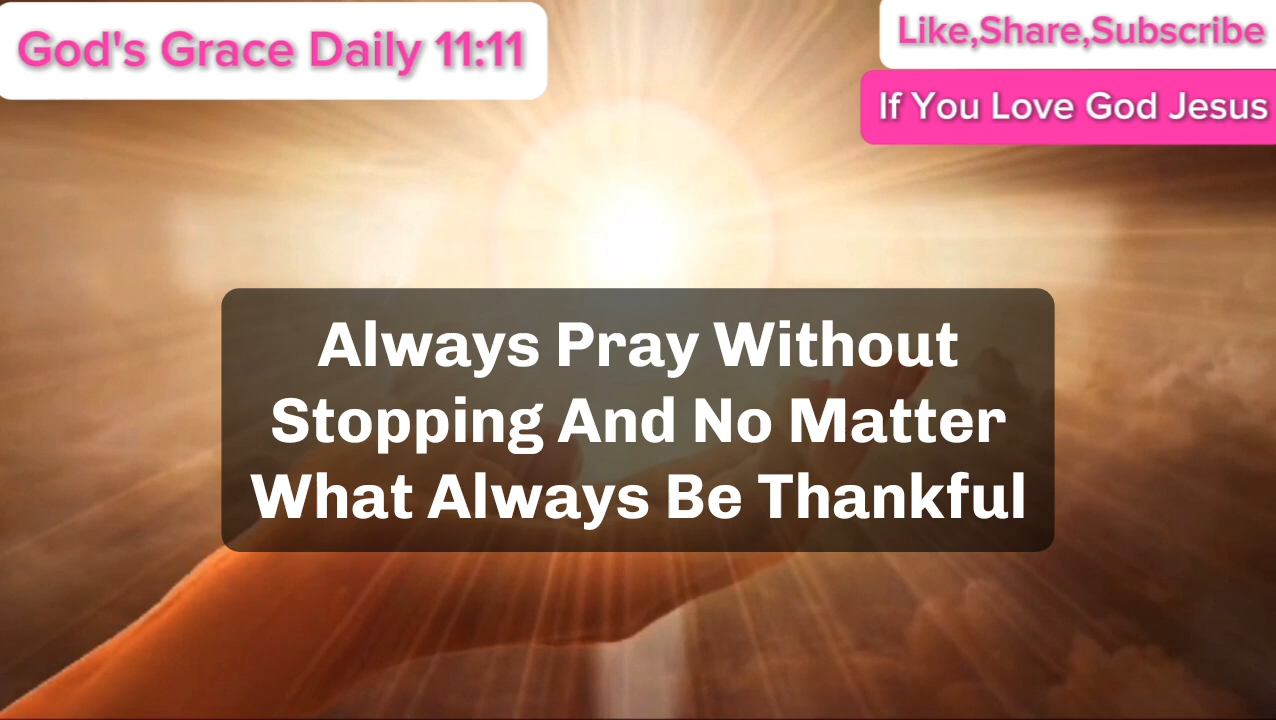 God's Grace Daily 11:11
Like,Share,Subscribe
If You Love God Jesus
Always Pray Without
Stopping And No Matter
What Always Be Thankful